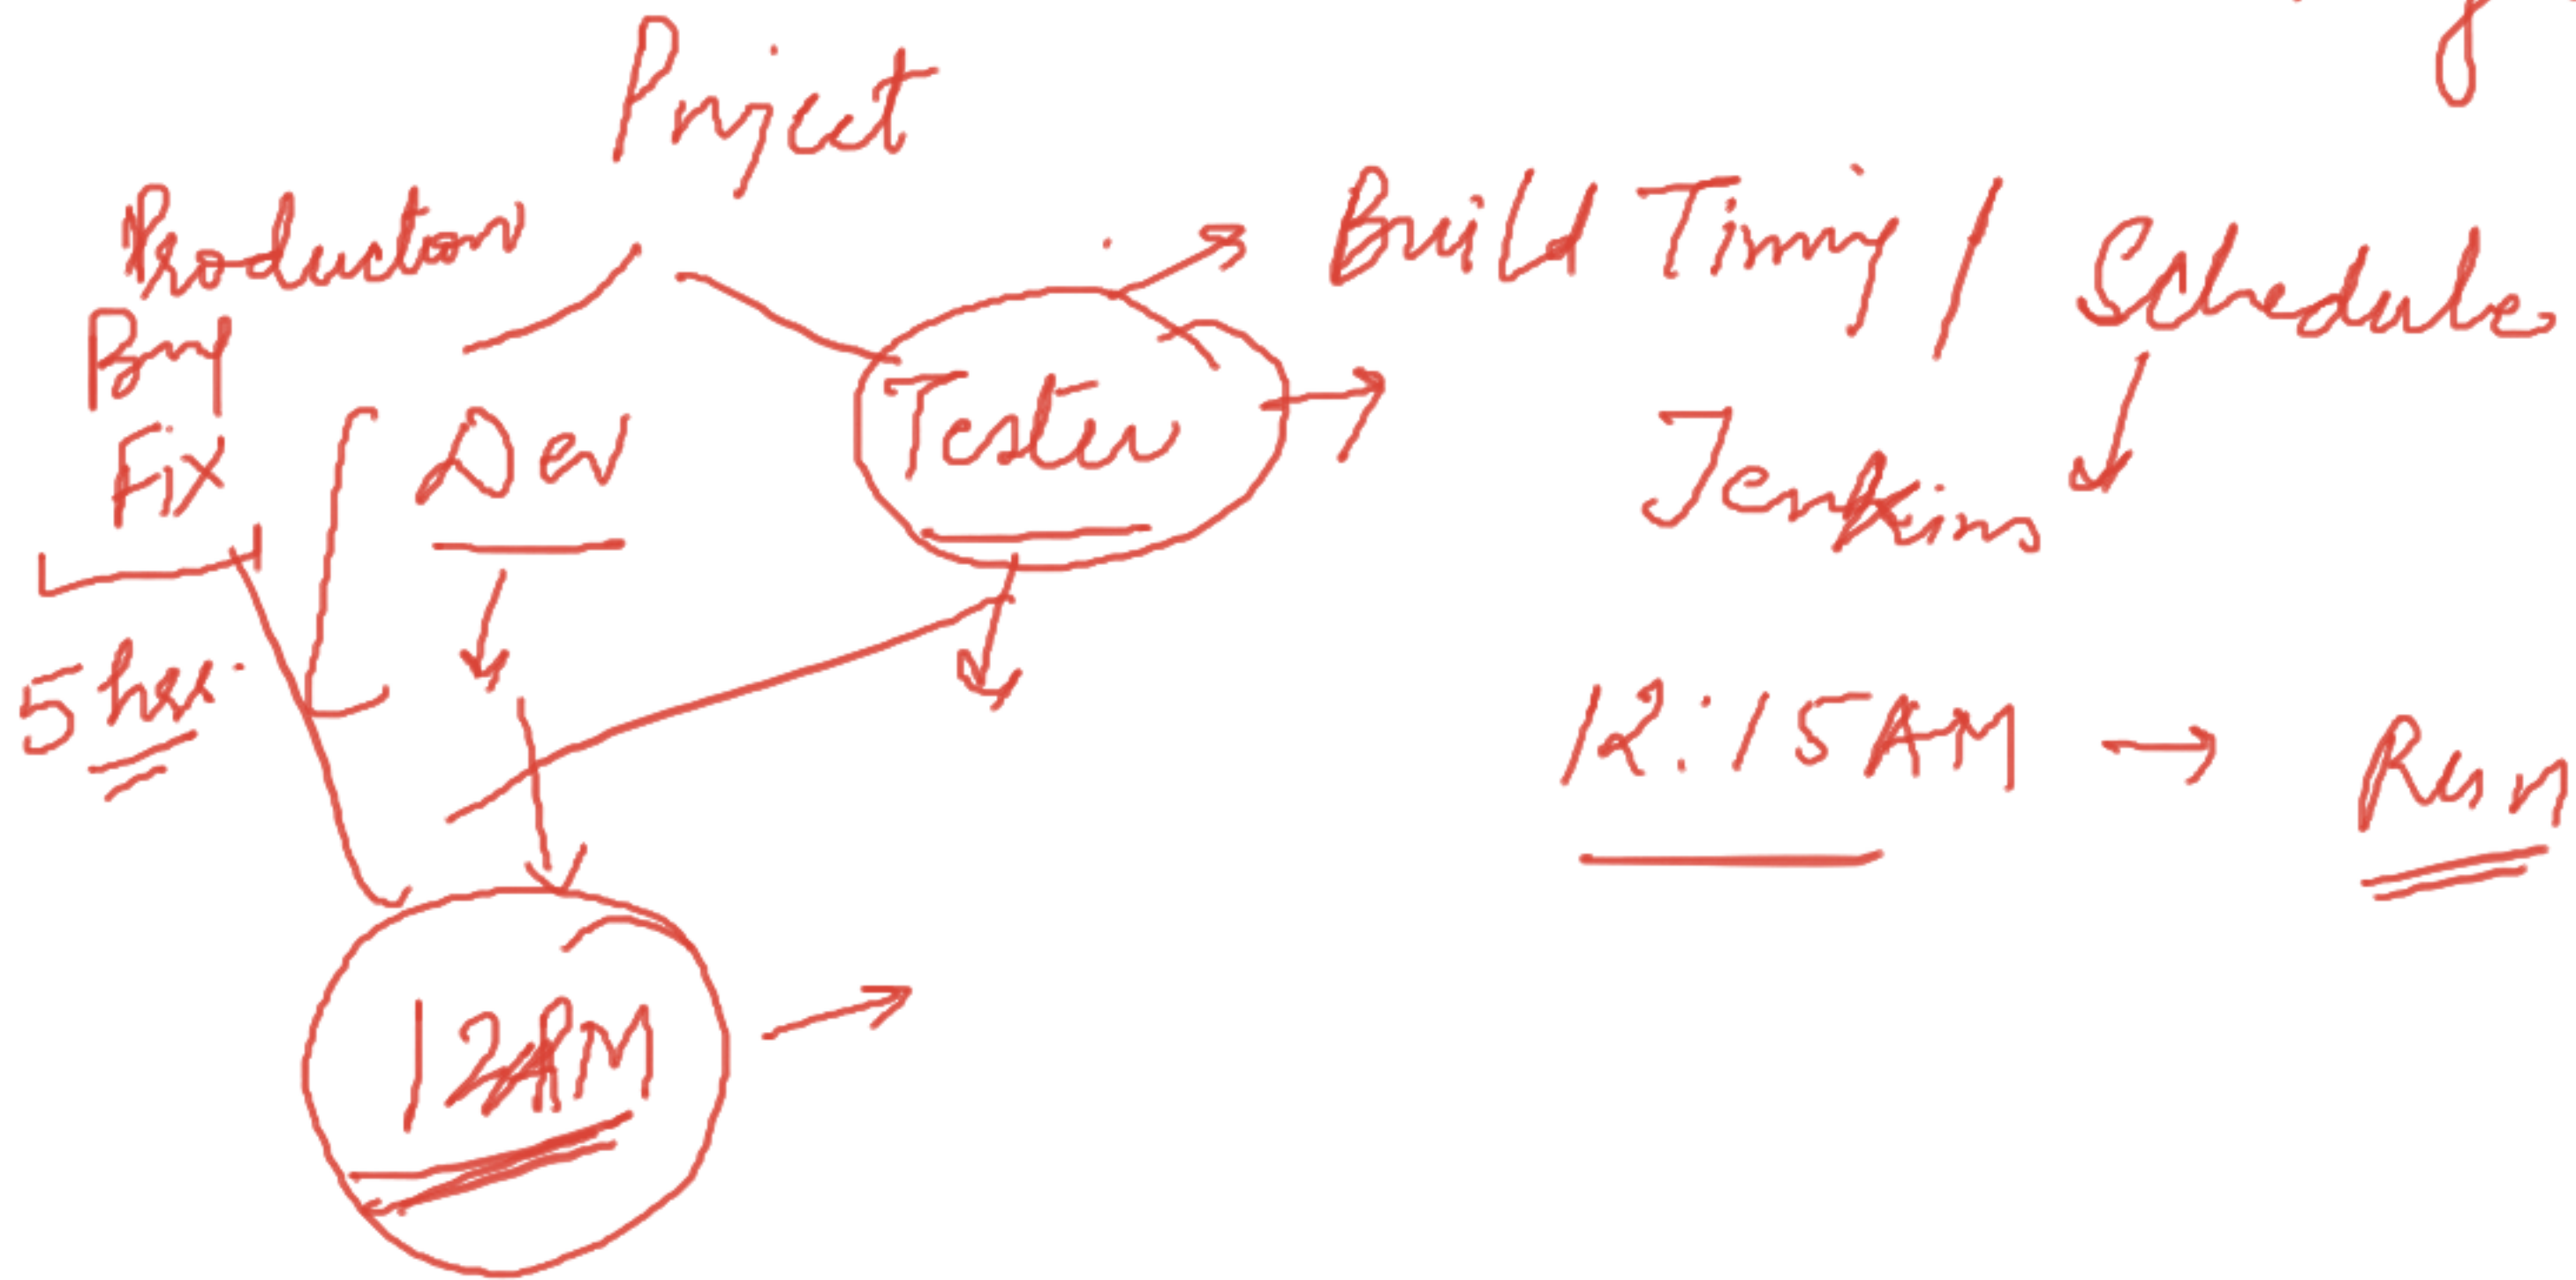 Project
Production
Bug
Fix
5 hrs.
Dev
Tester
Build Timing / Schedule
Jenkins
12:15AM → Run
12AM